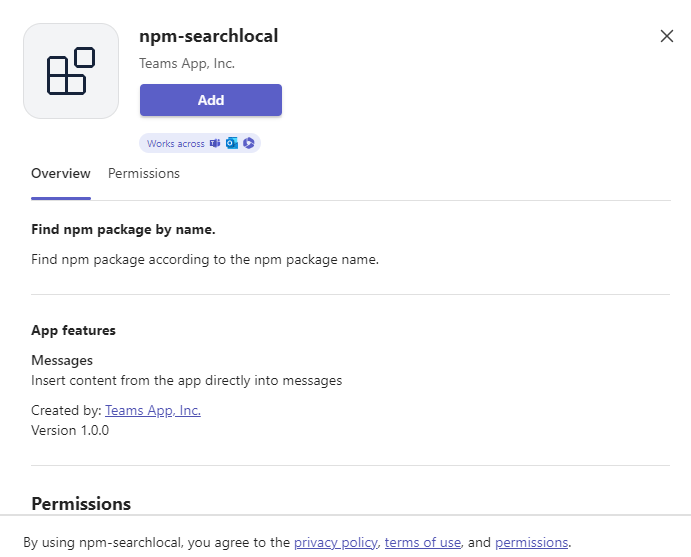 npm-searchlocal
Teams App, Inc.
Add
Works across
Overview Permissions
Find npm package by name.
Find npm package according to the npm package name.
App features
Messages
Insert content from the app directly into messages
Created by: Teams App, Inc.
Version 1.0.0
Permissions
By using npm-searchlocal, you agree to the privacy policy, terms of use, and permissions.